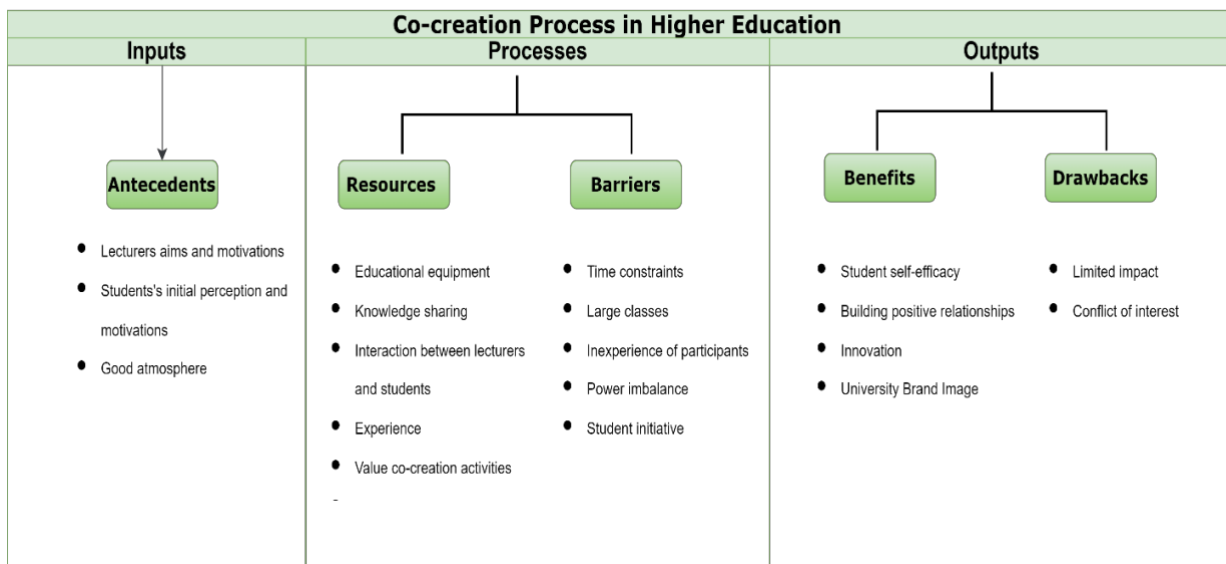 Co-creation Process in Higher Education
Inputs
Processes
Outputs
Antecedents
Lecturers aims and motivations
Students's initial perception and
motivations
Good atmosphere
Resources
Educational equipment
Knowledge sharing
Interaction between lecturers
and students
Experience
Value co-creation activities
Barriers
Time constraints
Large classes
Inexperience of participants
Power imbalance
Student initiative
Benefits
Student self-efficacy
Building positive relationships
Innovation
University Brand Image
Drawbacks
Limited impact
Conflict of interest